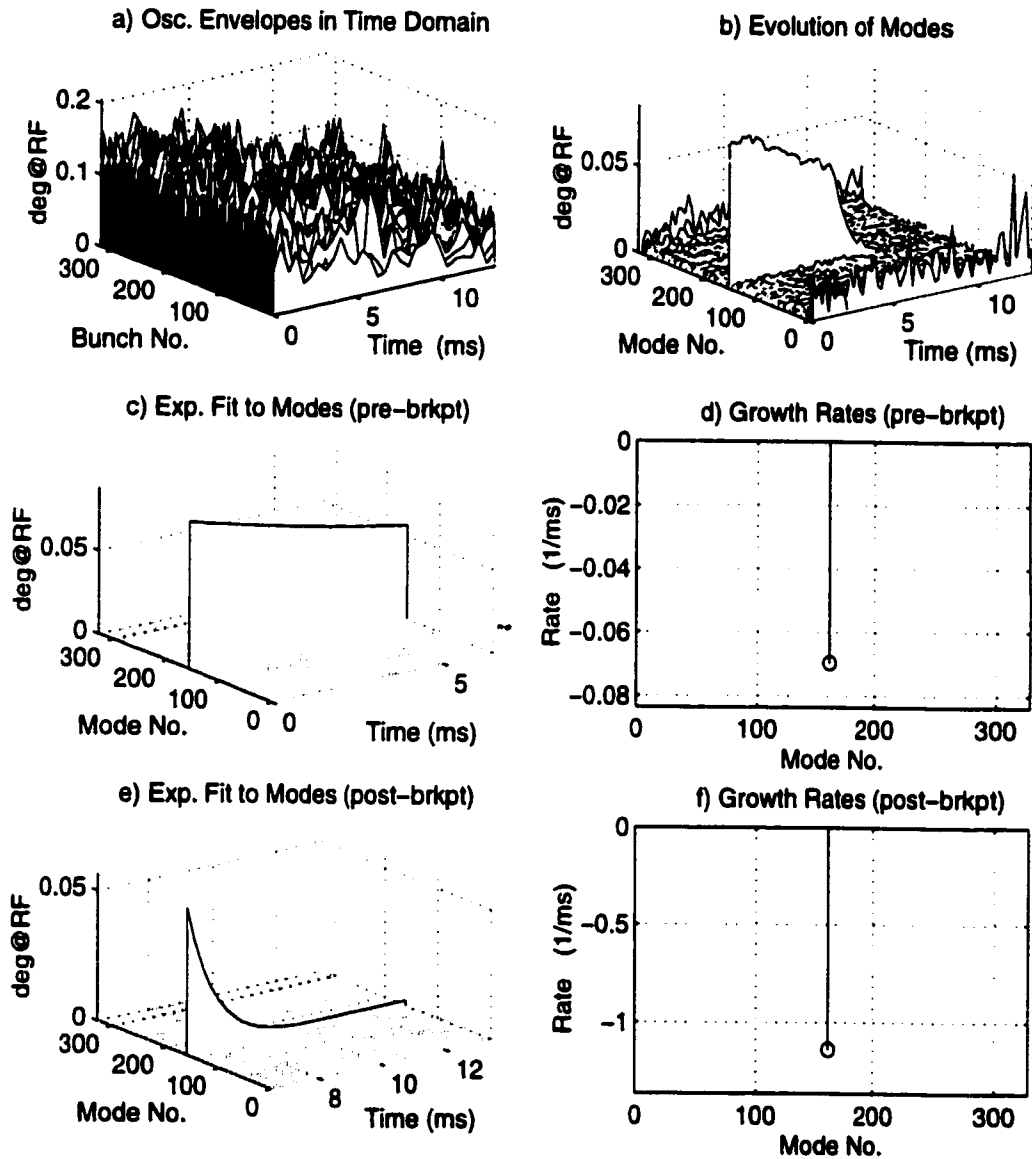 a) Osc. Envelopes in Time Domain
deg@RF
0.2
0.1
0
300
200
100
0
5
10
Bunch No.
Time (ms)
b) Evolution of Modes
deg@RF
0.05
0
300
200
100
0
0
5
10
Mode No.
Time (ms)
c) Exp. Fit to Modes (pre-brkpt)
deg@RF
0.05
0
300
200
100
0
0
5
Mode No.
Time (ms)
d) Growth Rates (pre-brkpt)
Rate (1/ms)
0
-0.02
-0.04
-0.06
-0.08
0
100
200
300
Mode No.
e) Exp. Fit to Modes (post-brkpt)
deg@RF
0.05
0
300
200
100
0
8
10
12
Mode No.
Time (ms)
f) Growth Rates (post-brkpt)
Rate (1/ms)
0
-0.5
-1
0
100
200
300
Mode No.